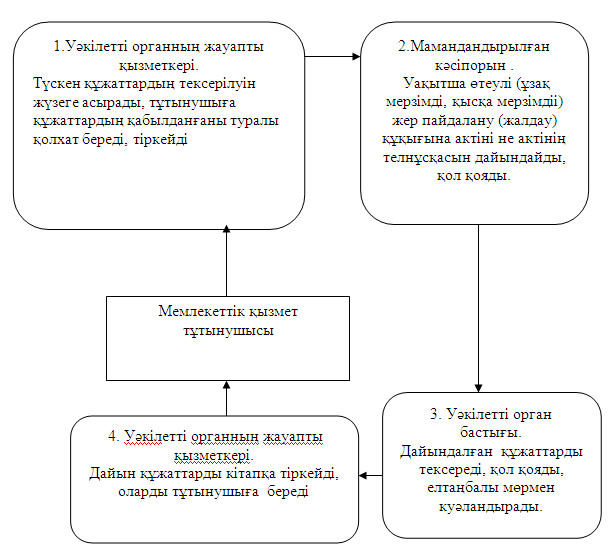 1.Уәкілетті органның жауапты
қызметкері.
Түскен құжаттардың тексерілуін
жүзеге асырады, тұтынушыға
құжаттардың қабылданғаны туралы
қолхат береді, тіркейді
2.Мамандандырылған
кәсіпорын .
Уақытша өтеулі (ұзақ
мерзімді, қысқа мерзімдіі)
жер пайдалану (жалдау)
құқығына актіні не актінің
телнұсқасын дайындайды,
қол қояды.
Мемлекеттік қызмет
тұтынушысы
3. Уәкілетті орган
бастығы.
Дайындалған құжаттарды
тексереді, қол қояды,
елтаңбалы мөрмен
куәландырады.
4. Уәкілетті органның жауапты
қызметкері.
Дайын құжаттарды кітапқа тіркейді,
оларды тұтынушыға береді